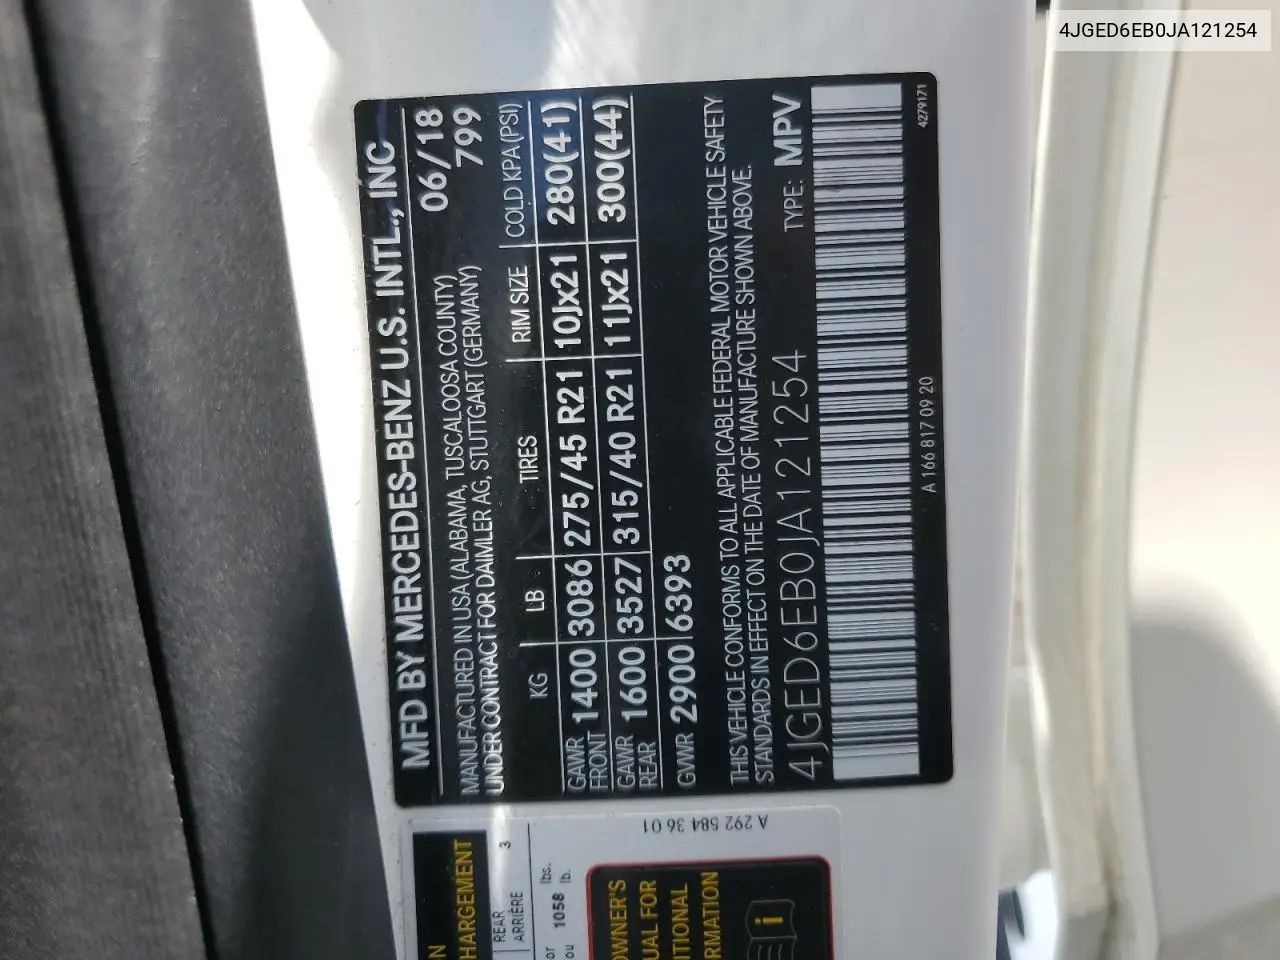 4JGED6EB0JA121254
MFD BY MERCEDES-BENZ U.S. INTL., INC
06/18
799
MANUFACTURED IN USA (ALABAMA, TUSCALOOSA COUNTY)
UNDER CONTRACT FOR DAIMLER AG, STUTTGART (GERMANY)
KG LB TIRES RIM SIZE COLD KPA (PSI)
GAWR FRONT 1400 3086 275/45 R21 10Jx21 280(41)
GAWR REAR 1600 3527 315/40 R21 11Jx21 300(44)
GVWR 2900 6393
THIS VEHICLE CONFORMS TO ALL APPLICABLE FEDERAL MOTOR VEHICLE SAFETY
STANDARDS IN EFFECT ON THE DATE OF MANUFACTURE SHOWN ABOVE.
4JGED6EB0JA121254 TYPE: MPV
A 166 817 09 20
4279171
A 292 584 36 01
N
HARGEMENT
REAR 3
ARRIÈRE
or 1058 lbs.
ou lb.
OWNER'S
UAL FOR
ITIONAL
RMATION
i